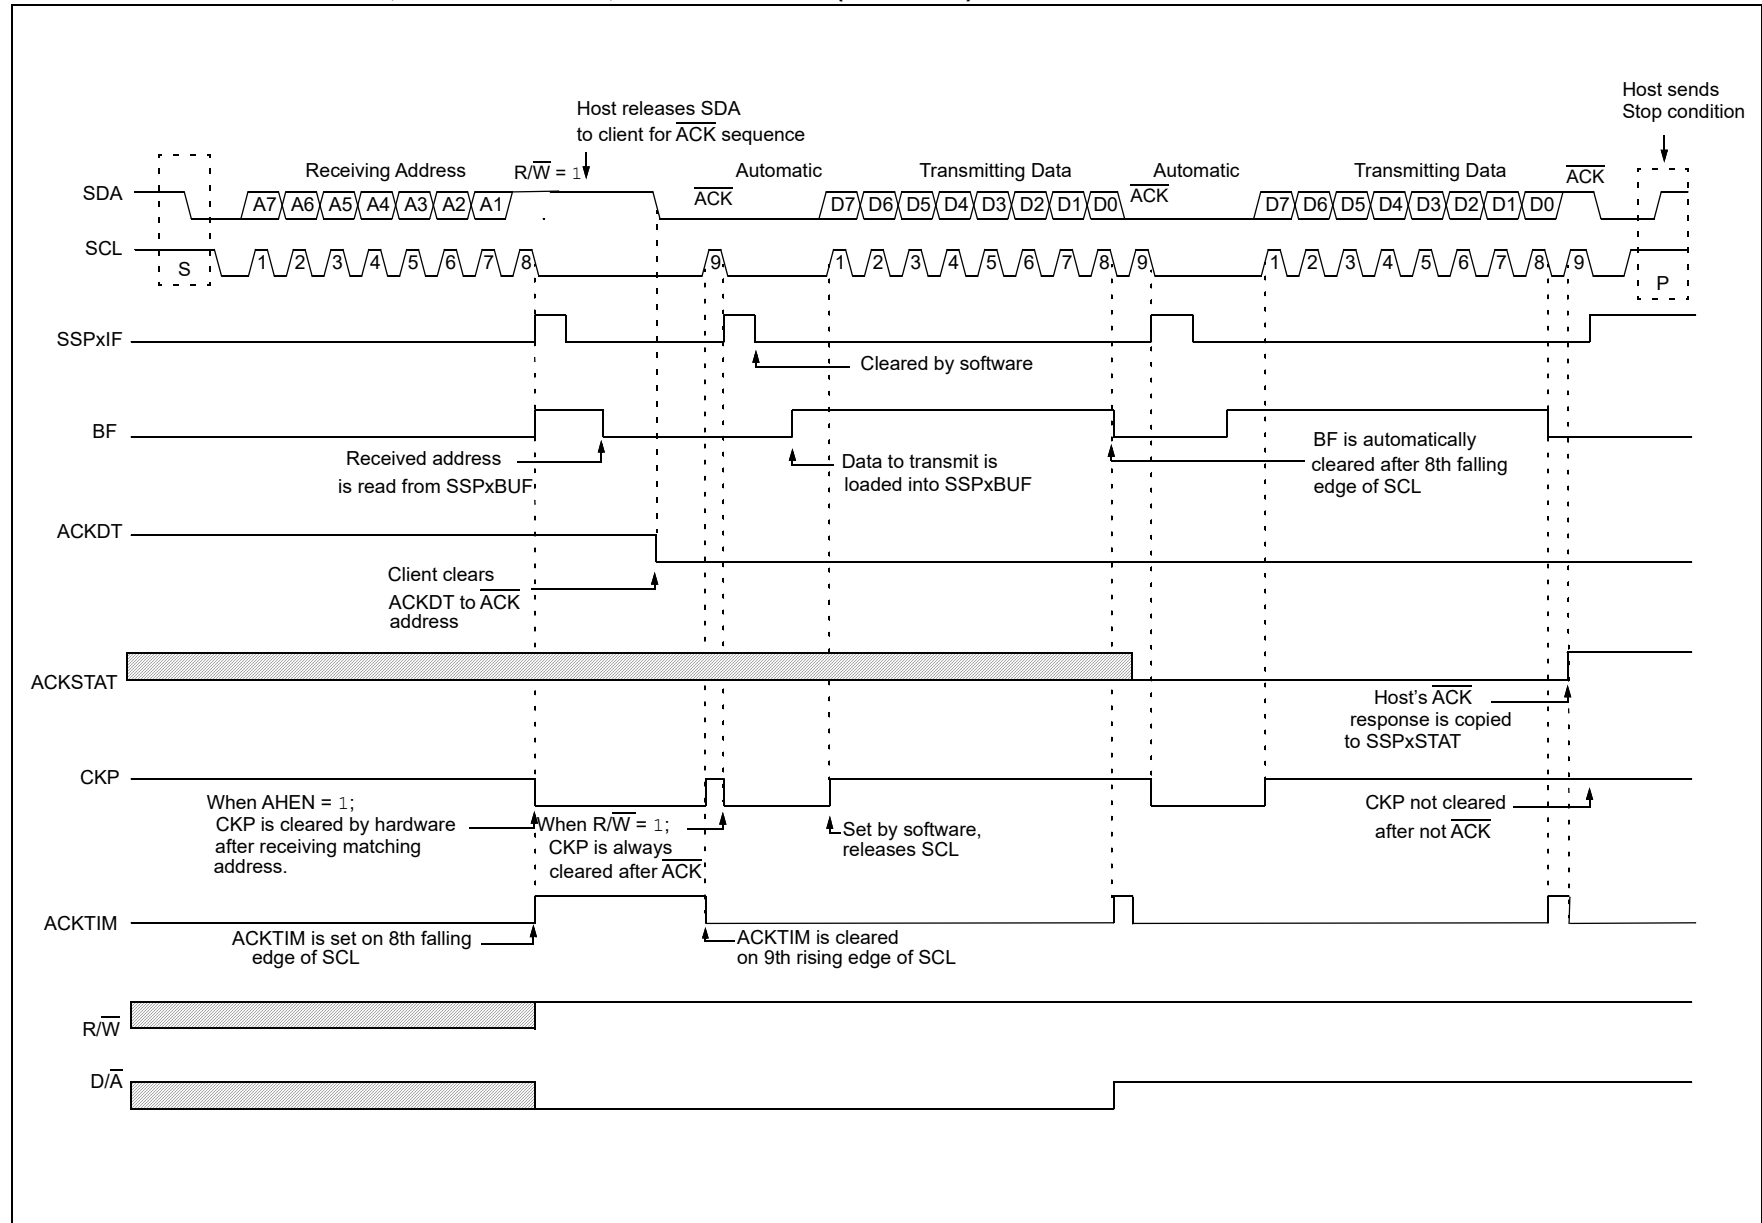 Host sends
Stop condition
Host releases SDA
to client for ACK sequence
Receiving Address
R/W = 1
Automatic
Transmitting Data
Automatic
Transmitting Data
ACK
SDA
A7 A6 A5 A4 A3 A2 A1
ACK
D7 D6 D5 D4 D3 D2 D1 D0
ACK
D7 D6 D5 D4 D3 D2 D1 D0
SCL
S
1 2 3 4 5 6 7 8 9
1 2 3 4 5 6 7 8 9
1 2 3 4 5 6 7 8 9
P
SSPxIF
Cleared by software
BF
Received address
is read from SSPxBUF
Data to transmit is
loaded into SSPxBUF
BF is automatically
cleared after 8th falling
edge of SCL
ACKDT
Client clears
ACKDT to ACK
address
ACKSTAT
Host's ACK
response is copied
to SSPxSTAT
CKP
When AHEN = 1;
CKP is cleared by hardware
after receiving matching
address.
When R/W = 1;
CKP is always
cleared after ACK
Set by software,
releases SCL
CKP not cleared
after not ACK
ACKTIM
ACKTIM is set on 8th falling
edge of SCL
ACKTIM is cleared
on 9th rising edge of SCL
R/W
D/A